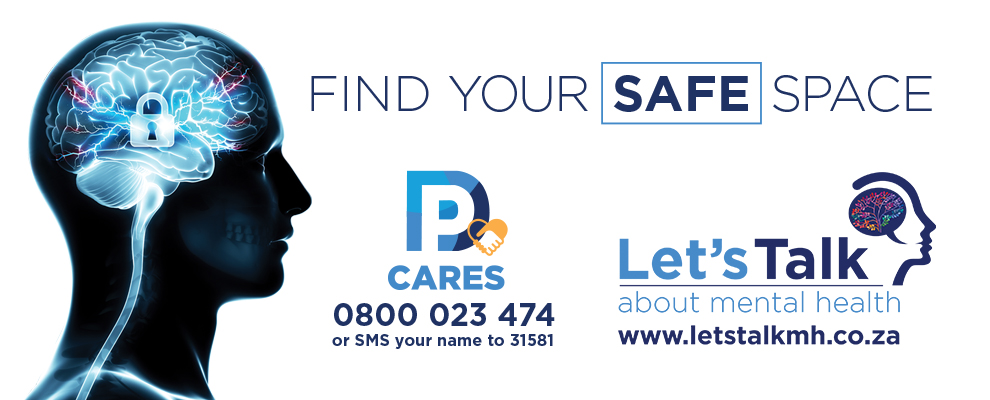 FIND YOUR SAFE SPACE
PD
CARES
0800 023 474
or SMS your name to 31581
Let's Talk
about mental health
www.letstalkmh.co.za